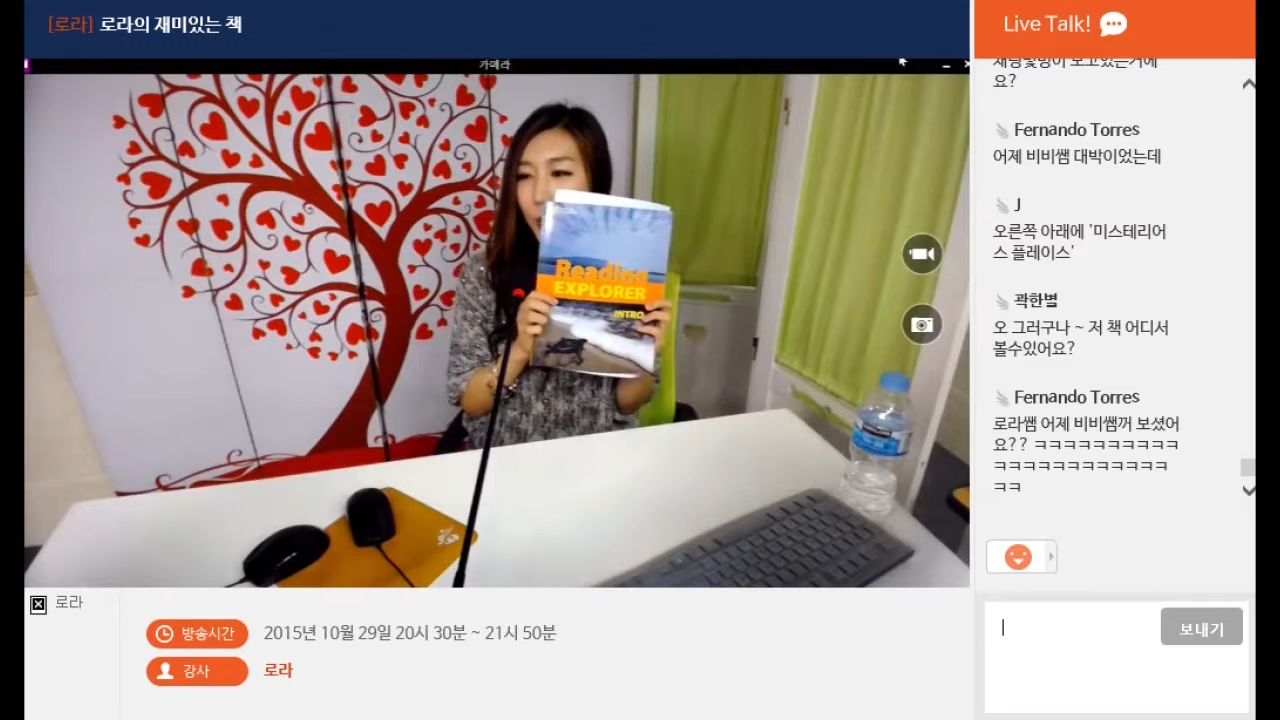 [로라] 로라의 재미있는 책
Live Talk!
카메라
Reading
EXPLORER
INTRO
요?
Fernando Torres
어제 비비쌤 대박이었는데
J
오른쪽 아래에 '미스테리어
스 플레이스'
곽한별
오 그러구나 ~ 저 책 어디서
볼수있어요?
Fernando Torres
로라쌤 어제 비비쌤꺼 보셨어
요?? ㅋㅋㅋㅋㅋㅋㅋㅋㅋㅋ
ㅋㅋㅋㅋㅋㅋㅋㅋㅋㅋㅋㅋ
ㅋㅋ
보내기
로라
방송시간 2015년 10월 29일 20시 30분 ~ 21시 50분
강사 로라